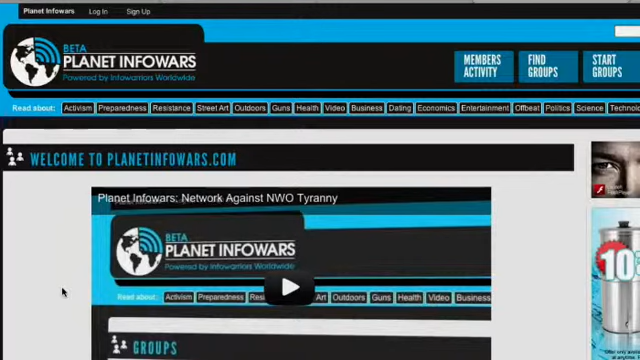 Planet Infowars Log In Sign Up
BETA
PLANET INFOWARS
Powered by Infowarriors Worldwide
MEMBERS ACTIVITY
FIND GROUPS
START GROUPS
Read about: Activism Preparedness Resistance Street Art Outdoors Guns Health Video Business Dating Economics Entertainment Offbeat Politics Science Technolo
WELCOME TO PLANETINFOWARS.COM
Planet Infowars: Network Against NWO Tyranny
BETA
PLANET INFOWARS
Powered by Infowarriors Worldwide
Read about: Activism Preparedness Art Outdoors Guns Health Video Business
GROUPS
10